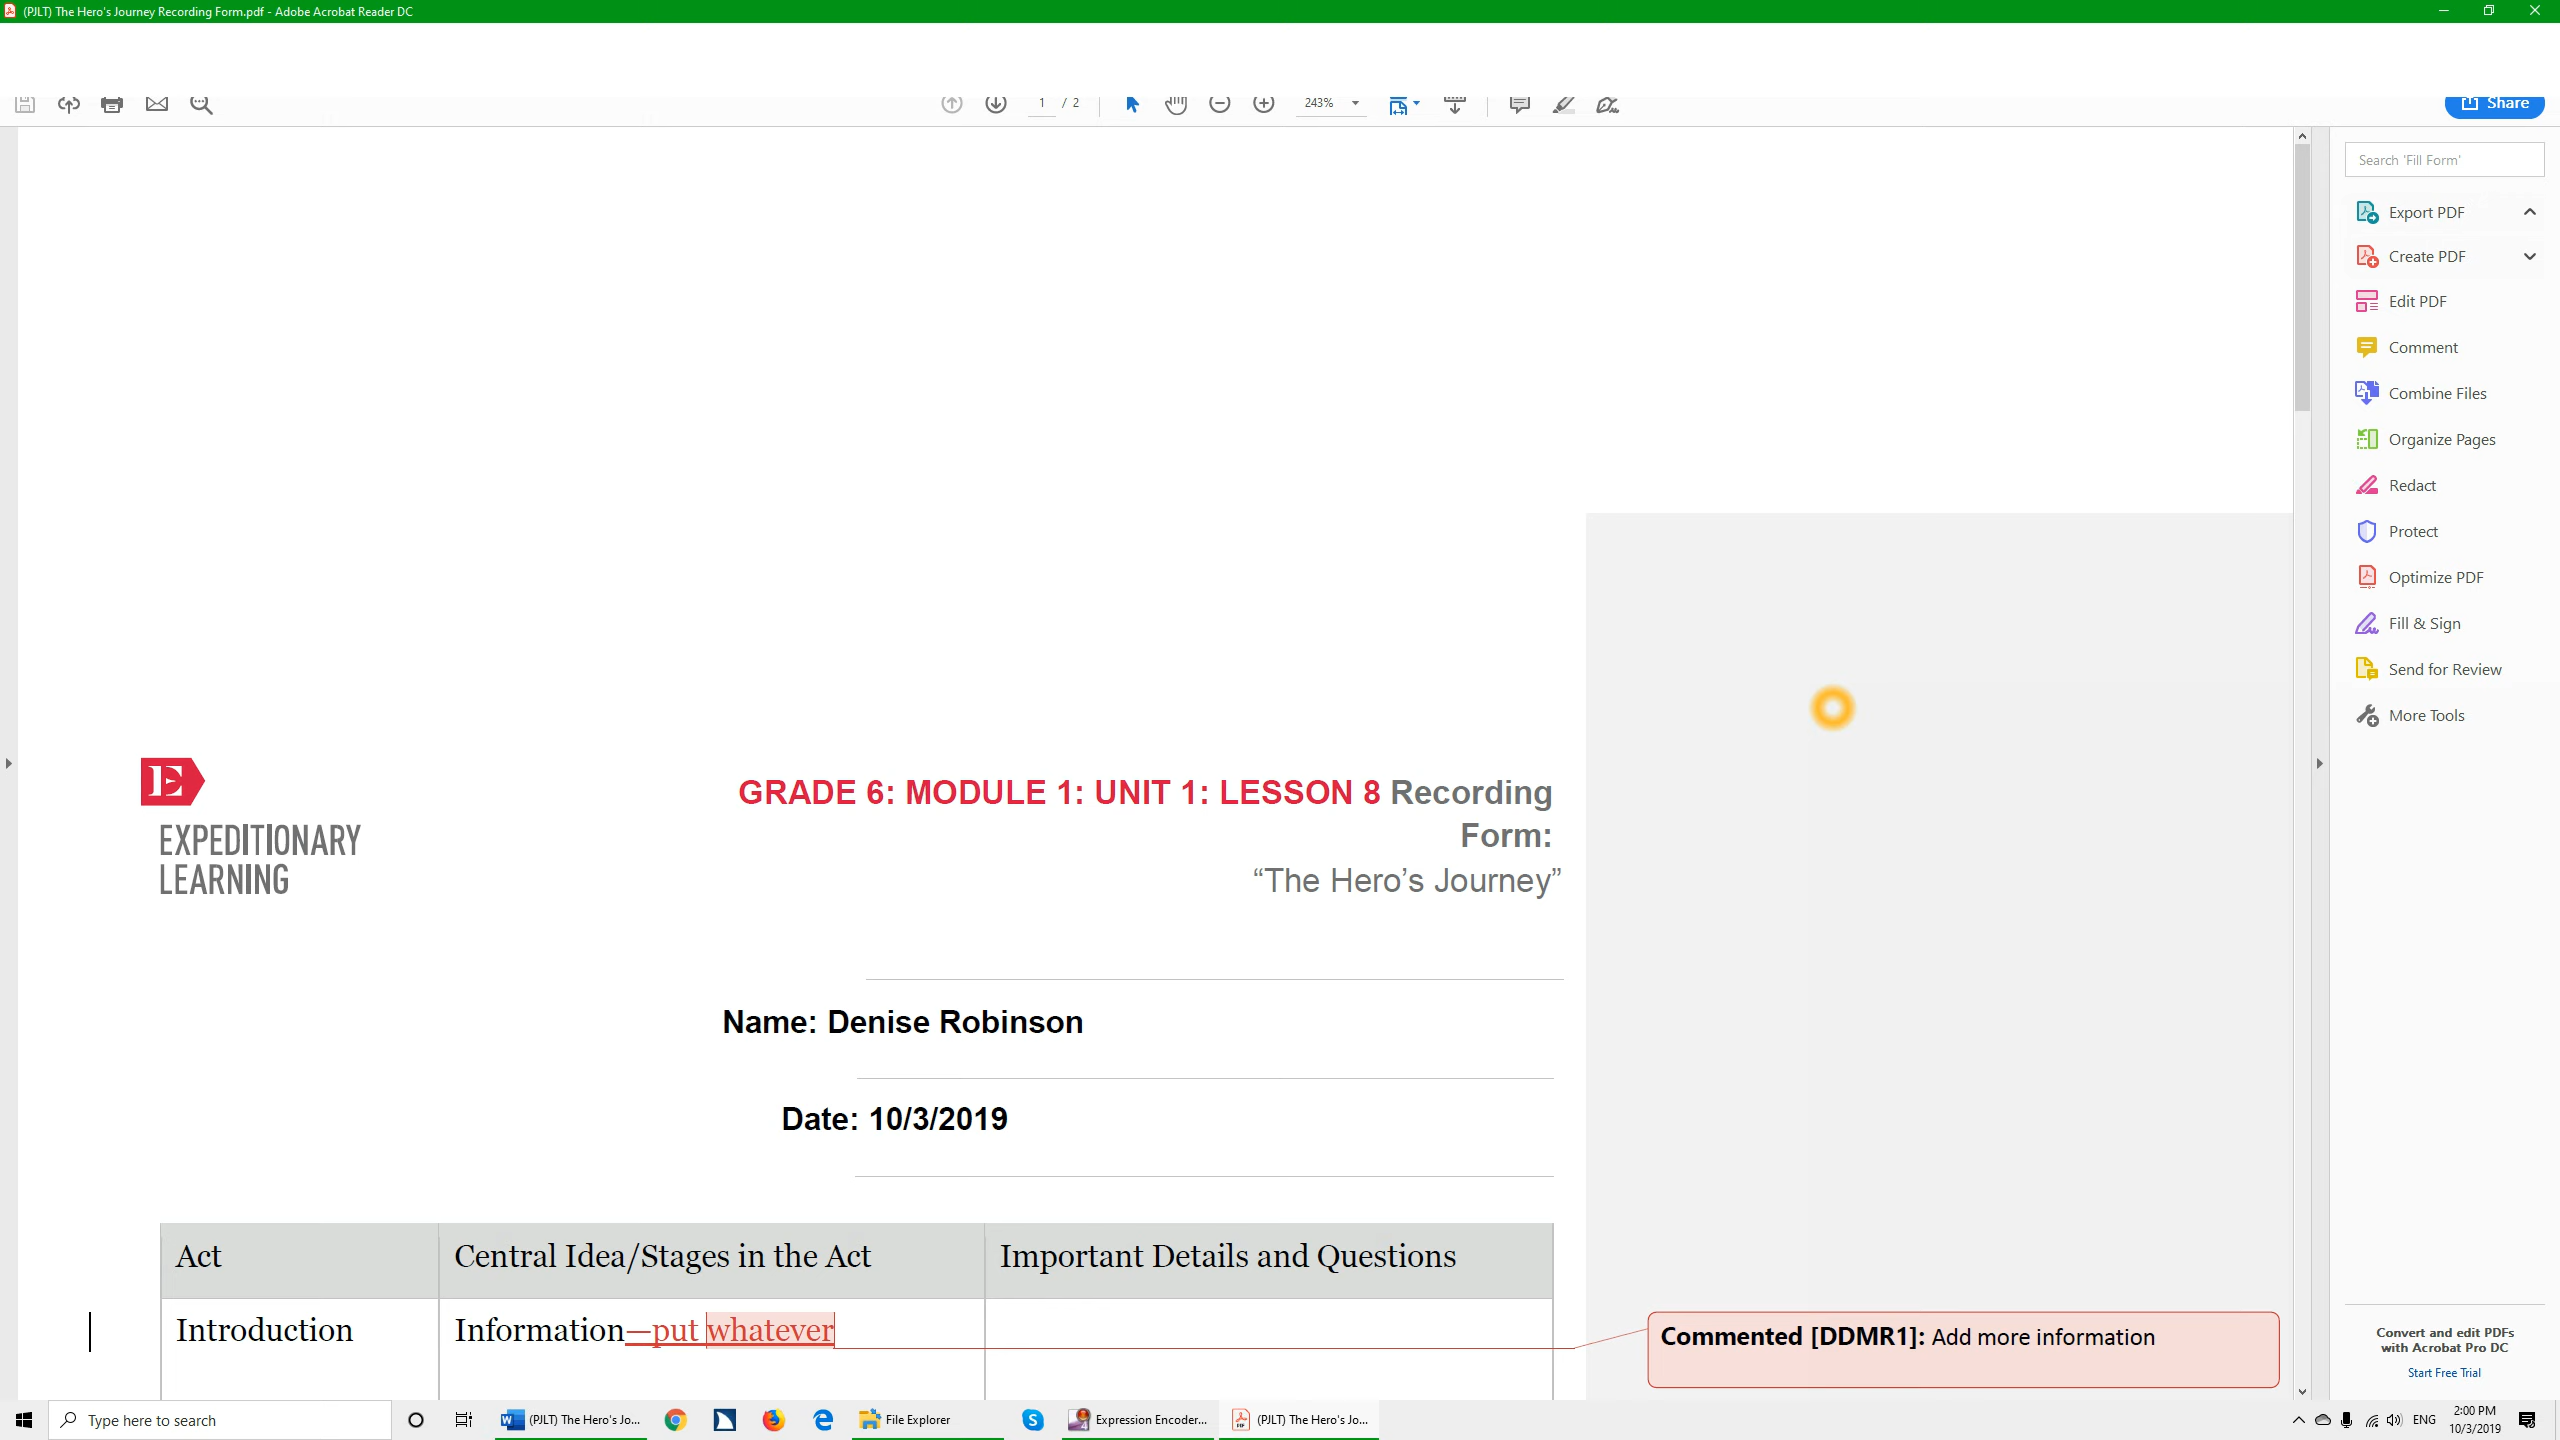 (PJLT) The Hero's Journey Recording Form.pdf - Adobe Acrobat Reader DC
1 / 2
243%
Share
Search 'Fill Form'
Export PDF
Create PDF
Edit PDF
Comment
Combine Files
Organize Pages
Redact
Protect
Optimize PDF
Fill & Sign
Send for Review
More Tools
Convert and edit PDFs
with Acrobat Pro DC
Start Free Trial
E
EXPEDITIONARY
LEARNING
GRADE 6: MODULE 1: UNIT 1: LESSON 8 Recording
Form:
“The Hero’s Journey”
Name: Denise Robinson
Date: 10/3/2019
Act Central Idea/Stages in the Act Important Details and Questions
Introduction Information—put whatever
Commented [DDMR1]: Add more information
Type here to search
(PJLT) The Hero's Jo...
File Explorer
Expression Encoder...
(PJLT) The Hero's Jo...
ENG
2:00 PM
10/3/2019